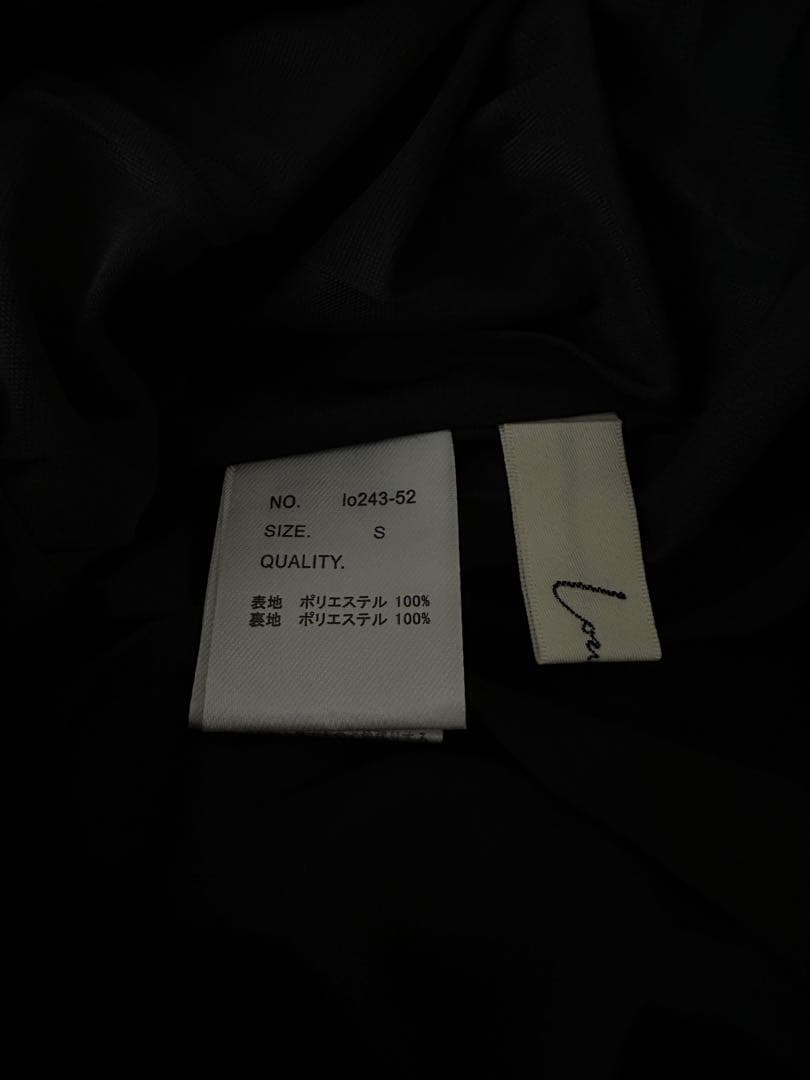 NO. lo243-52
SIZE. S
QUALITY.
表地 ポリエステル 100%
裏地 ポリエステル 100%